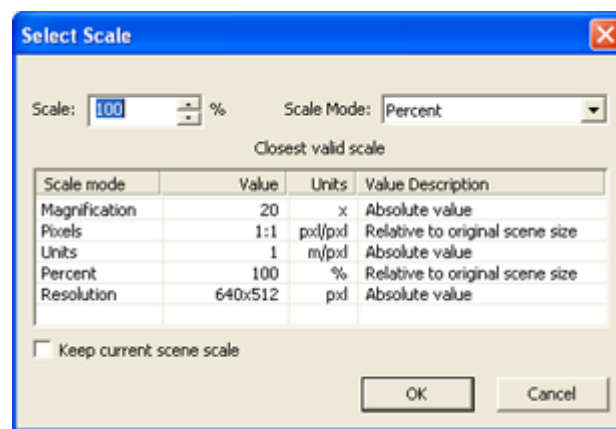 Select Scale
Scale: 100 % Scale Mode: Percent
Closest valid scale
Scale mode Value Units Value Description
Magnification 20 x Absolute value
Pixels 1:1 pxl/pxl Relative to original scene size
Units 1 m/pxl Absolute value
Percent 100 % Relative to original scene size
Resolution 640x512 pxl Absolute value
Keep current scene scale
OK Cancel